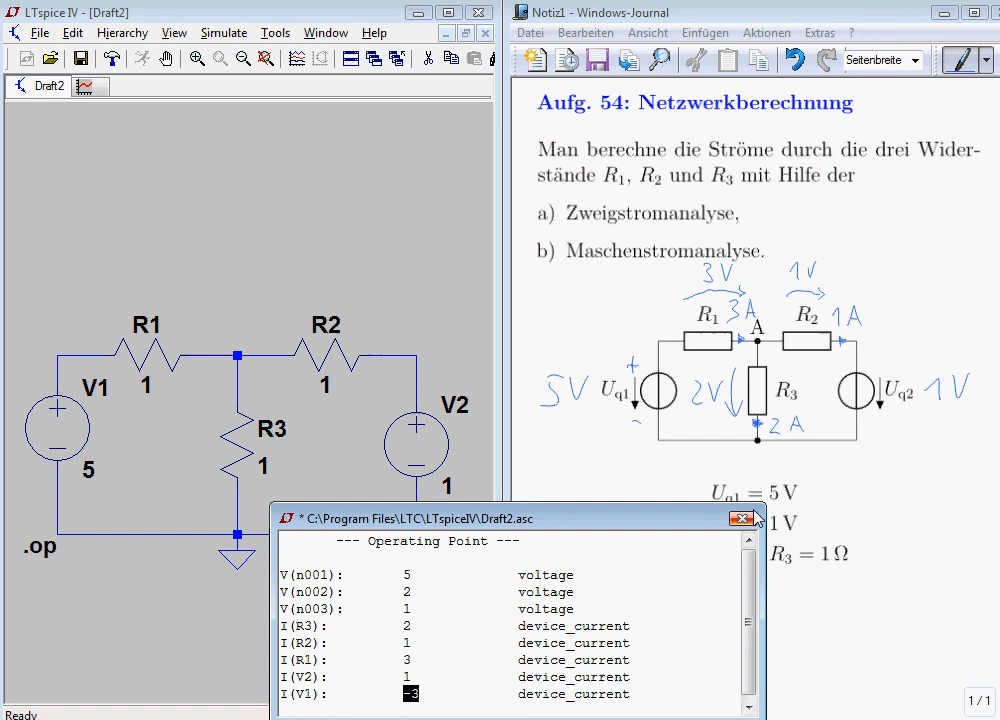 LTspice IV - [Draft2]
File Edit Hierarchy View Simulate Tools Window Help
Draft2
R1
1
R2
1
V1
5
R3
1
V2
1
.op
Ready
* C:\Program Files\LTC\LTspiceIV\Draft2.asc
--- Operating Point ---
V(n001): 5 voltage
V(n002): 2 voltage
V(n003): 1 voltage
I(R3): 2 device_current
I(R2): 1 device_current
I(R1): 3 device_current
I(V2): 1 device_current
I(V1): -3 device_current
Notiz1 - Windows-Journal
Datei Bearbeiten Ansicht Einfügen Aktionen Extras ?
Seitenbreite
Aufg. 54: Netzwerkberechnung
Man berechne die Ströme durch die drei Wider-
stände R1, R2 und R3 mit Hilfe der
a) Zweigstromanalyse,
b) Maschenstromanalyse.
3V 1V
R1 3A A R2 1A
5V Uq1 + - 2V R3 Uq2 1V
2A
Uq1 = 5 V
1 V
R3 = 1 Ω
1 / 1